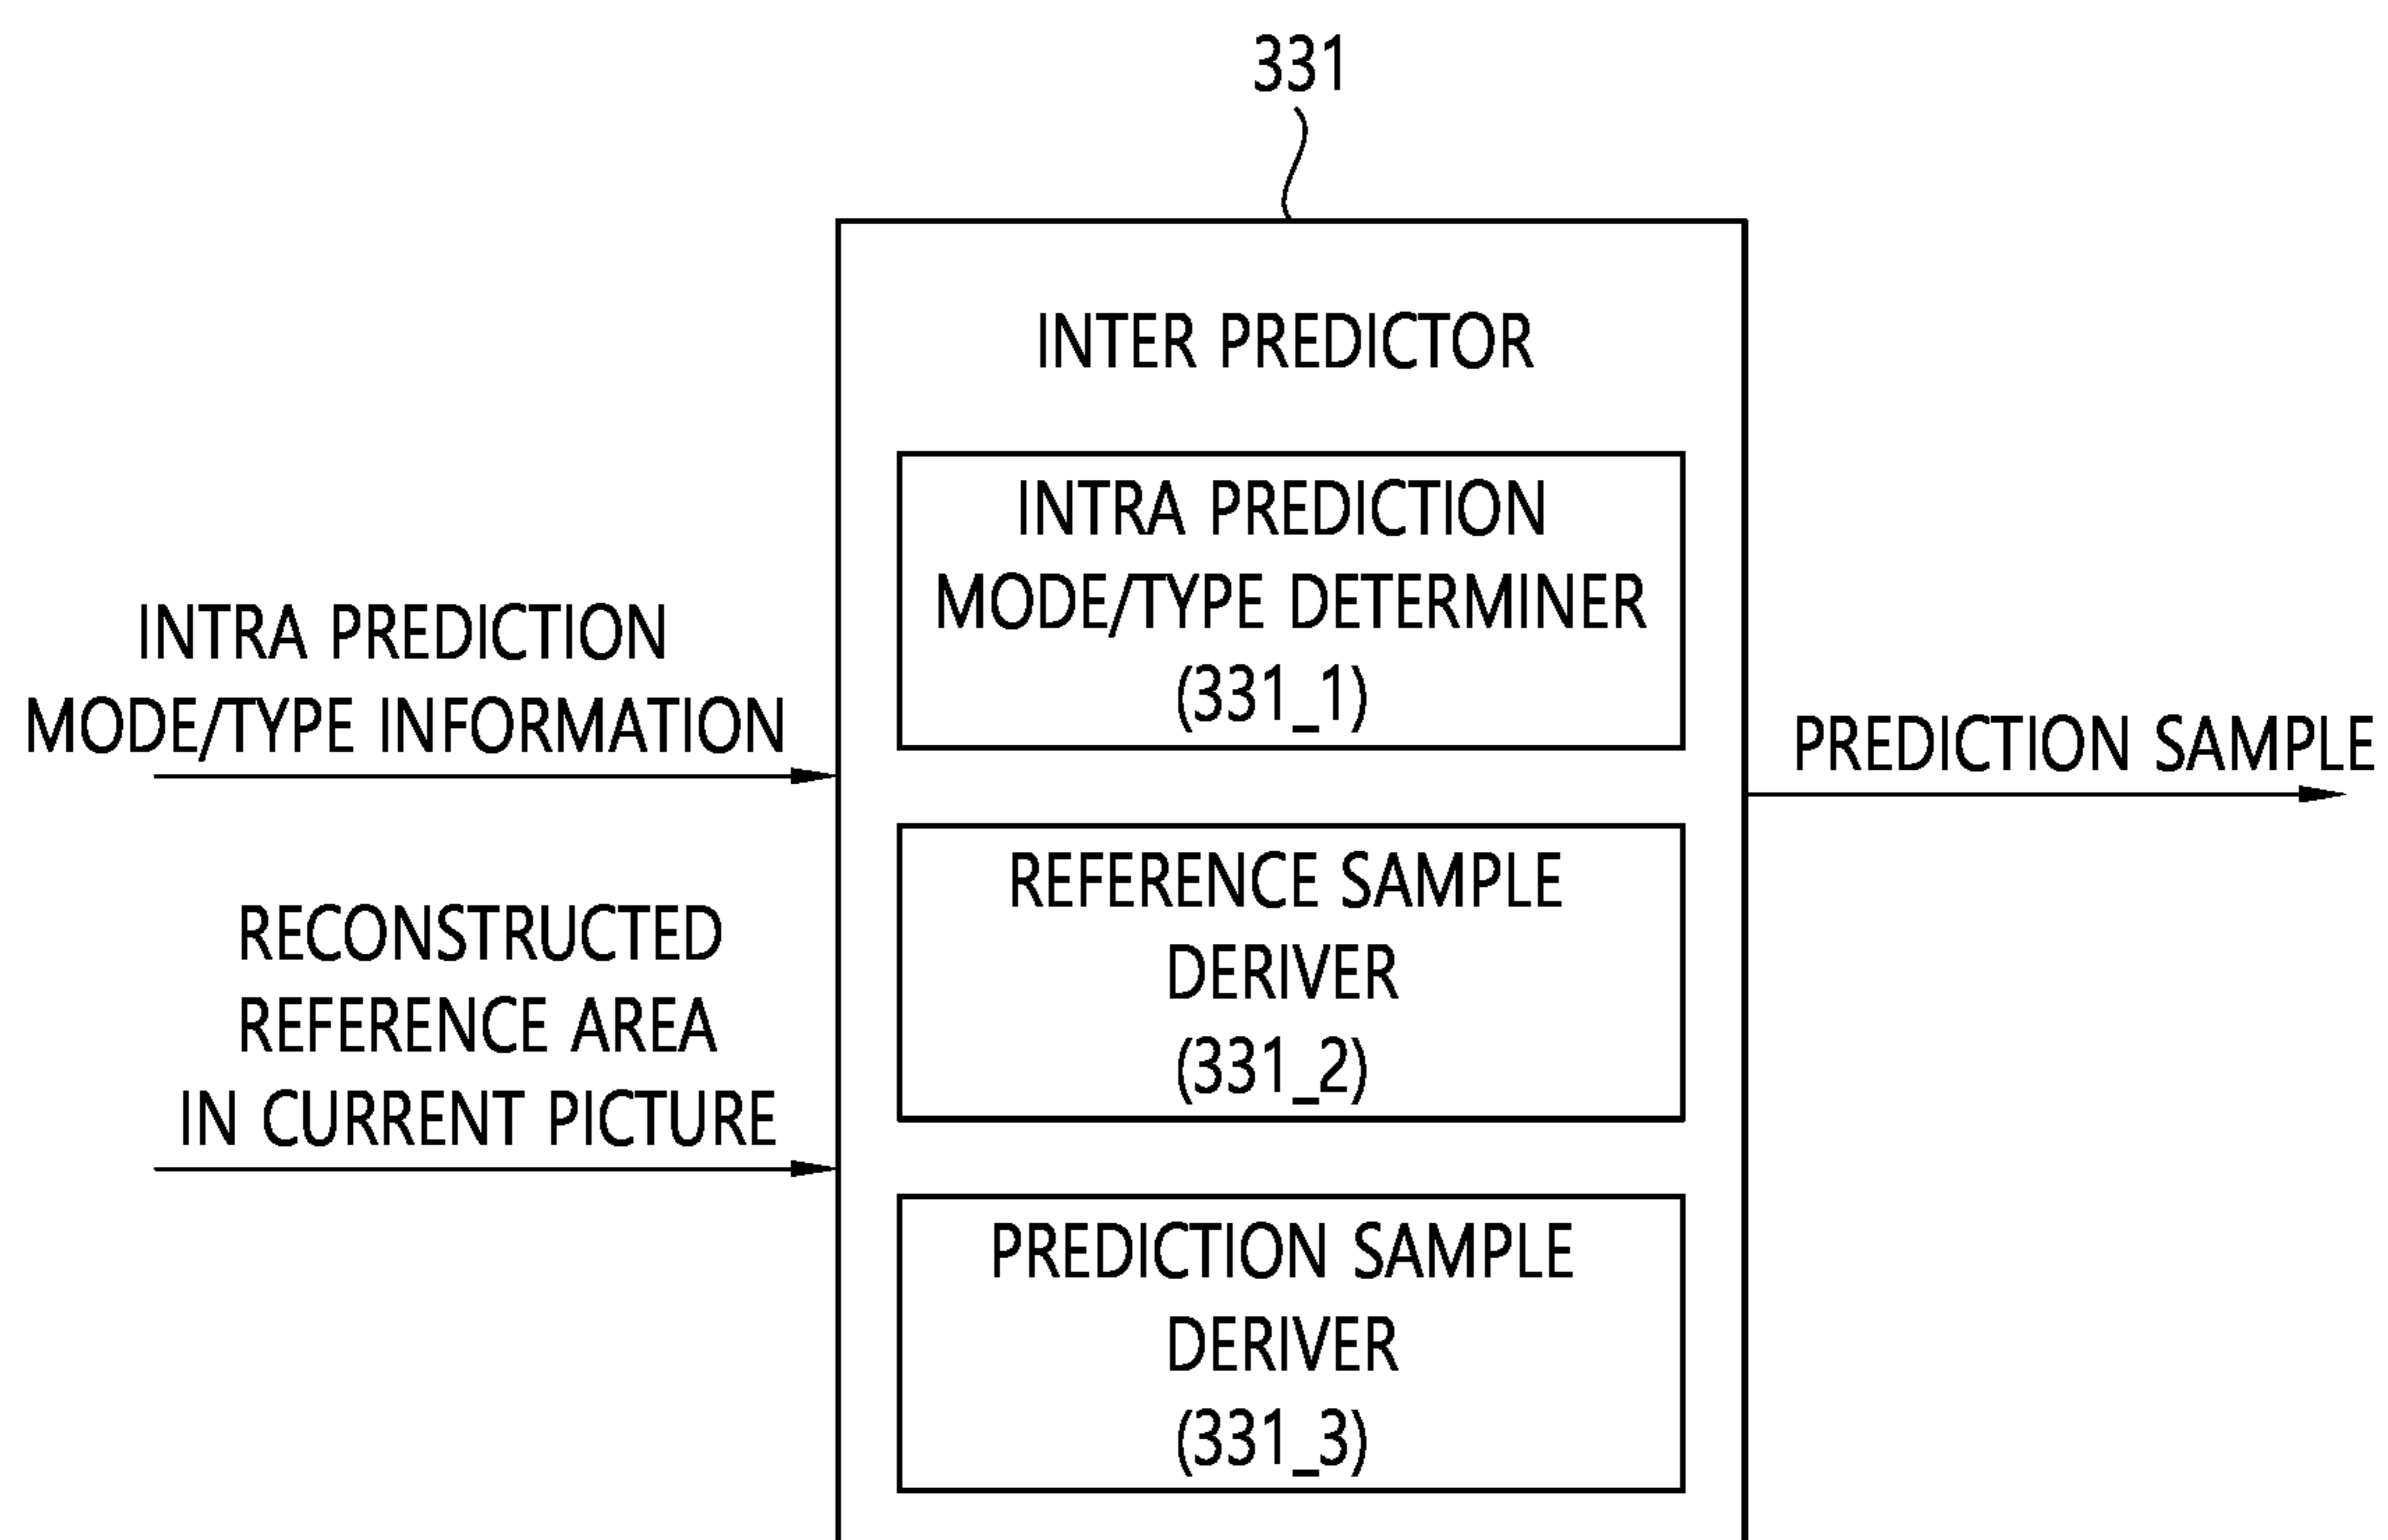 331
INTER PREDICTOR
INTRA PREDICTION
MODE/TYPE DETERMINER
(331_1)
INTRA PREDICTION
MODE/TYPE INFORMATION
PREDICTION SAMPLE
REFERENCE SAMPLE
DERIVER
(331_2)
RECONSTRUCTED
REFERENCE AREA
IN CURRENT PICTURE
PREDICTION SAMPLE
DERIVER
(331_3)